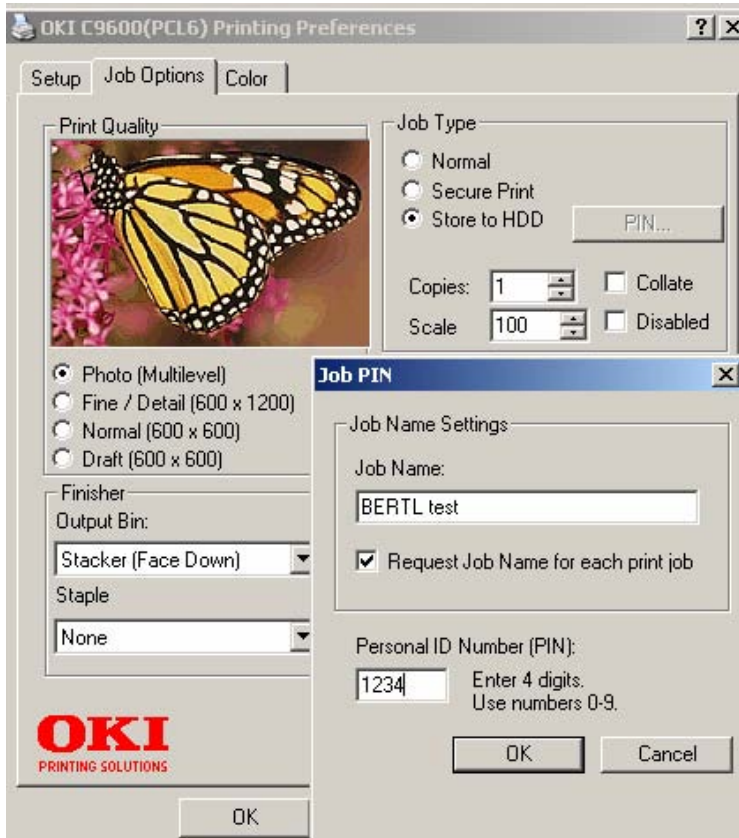 OKI C9600(PCL6) Printing Preferences
Setup
Job Options
Color
Print Quality
Photo (Multilevel)
Fine / Detail (600 x 1200)
Normal (600 x 600)
Draft (600 x 600)
Job Type
Normal
Secure Print
Store to HDD
PIN...
Copies: 1
Collate
Scale 100
Disabled
Finisher
Output Bin:
Stacker (Face Down)
Staple
None
OKI
PRINTING SOLUTIONS
OK
Job PIN
Job Name Settings
Job Name:
BERTL test
Request Job Name for each print job
Personal ID Number (PIN):
1234
Enter 4 digits.
Use numbers 0-9.
OK
Cancel